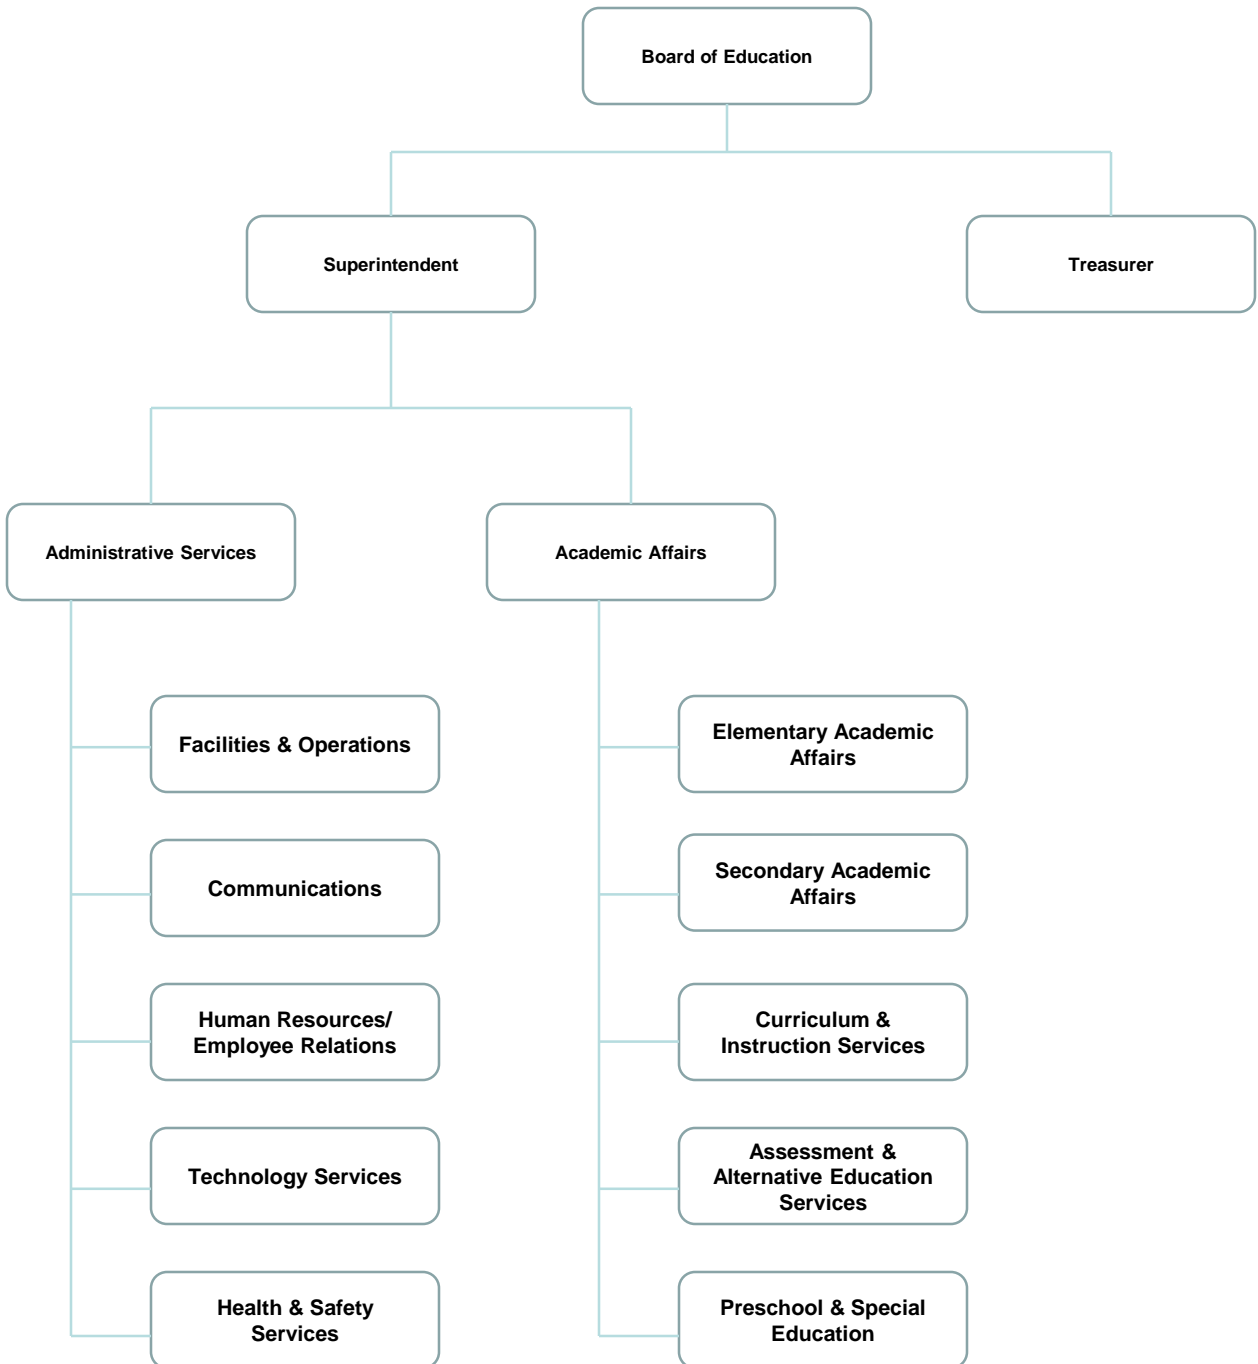 Board of Education
Superintendent
Treasurer
Administrative Services
Academic Affairs
Facilities & Operations
Elementary Academic
Affairs
Communications
Secondary Academic
Affairs
Human Resources/
Employee Relations
Curriculum &
Instruction Services
Technology Services
Assessment &
Alternative Education
Services
Health & Safety
Services
Preschool & Special
Education